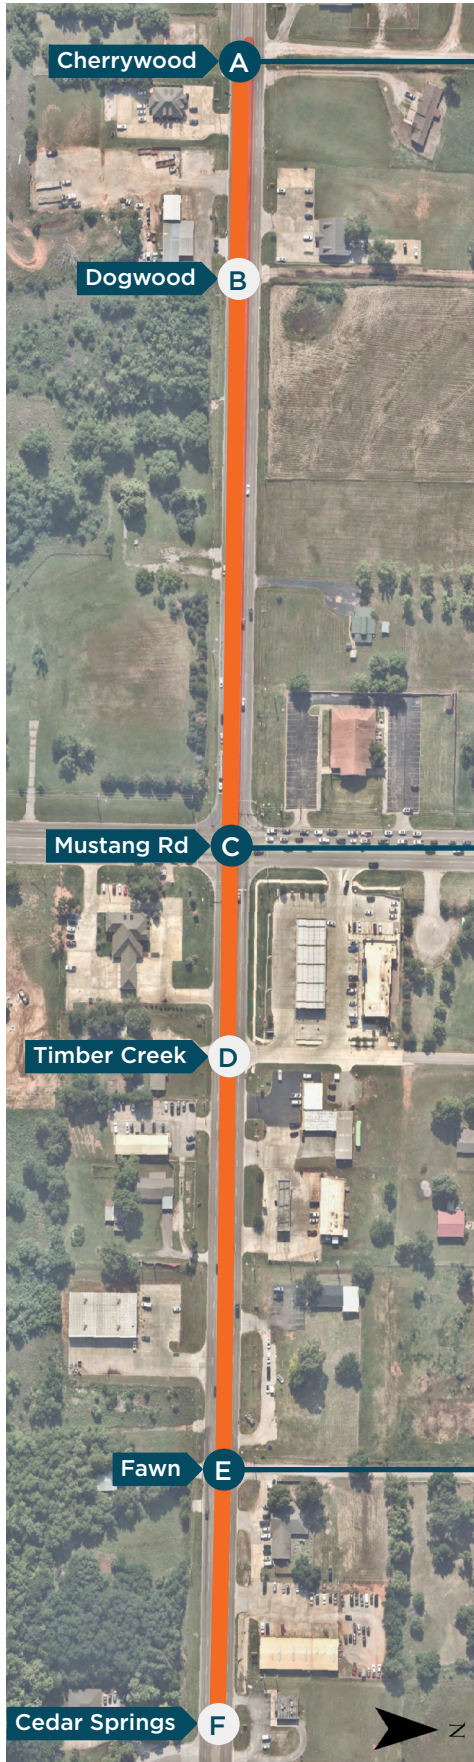 Cherrywood A
Dogwood B
Mustang Rd C
Timber Creek D
Fawn E
Cedar Springs F
N